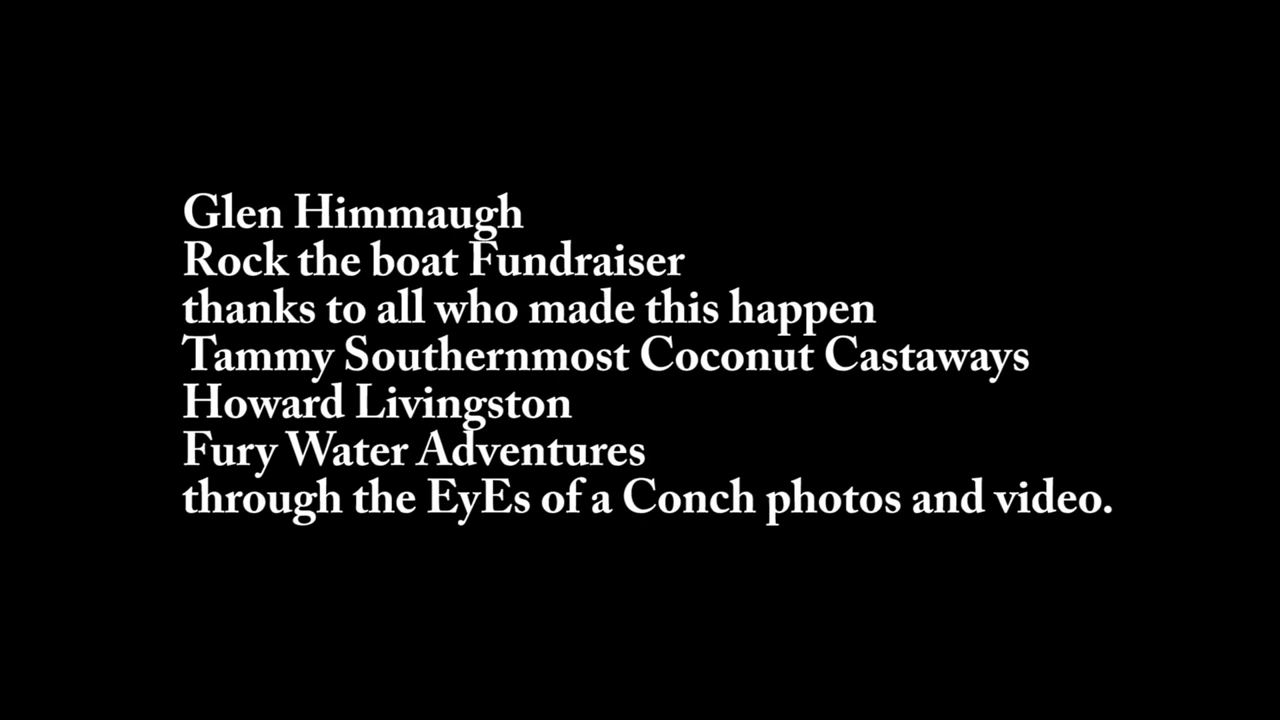 Glen Himmaugh
Rock the boat Fundraiser
thanks to all who made this happen
Tammy Southernmost Coconut Castaways
Howard Livingston
Fury Water Adventures
through the EyEs of a Conch photos and video.